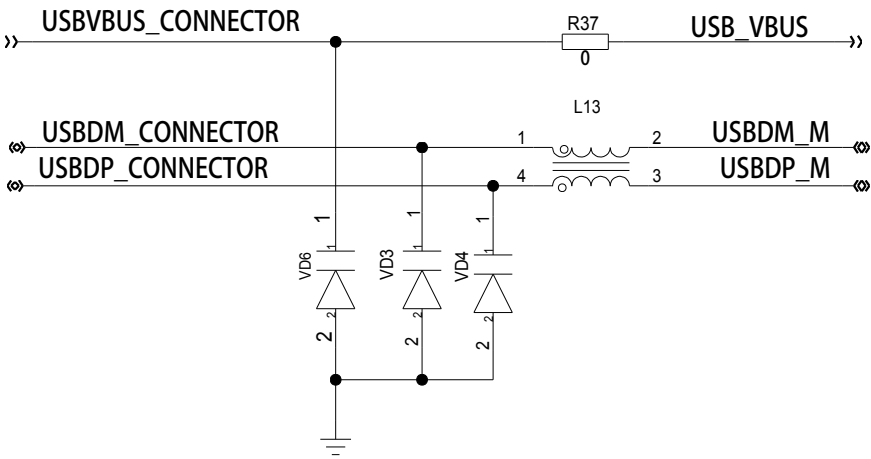 USBVBUS_CONNECTOR
R37
USB_VBUS
0
L13
USBDM_CONNECTOR
1
2
USBDM_M
USBDP_CONNECTOR
4
3
USBDP_M
1
1
1
1
1
1
VD6
VD3
VD4
2
2
2
2
2
2